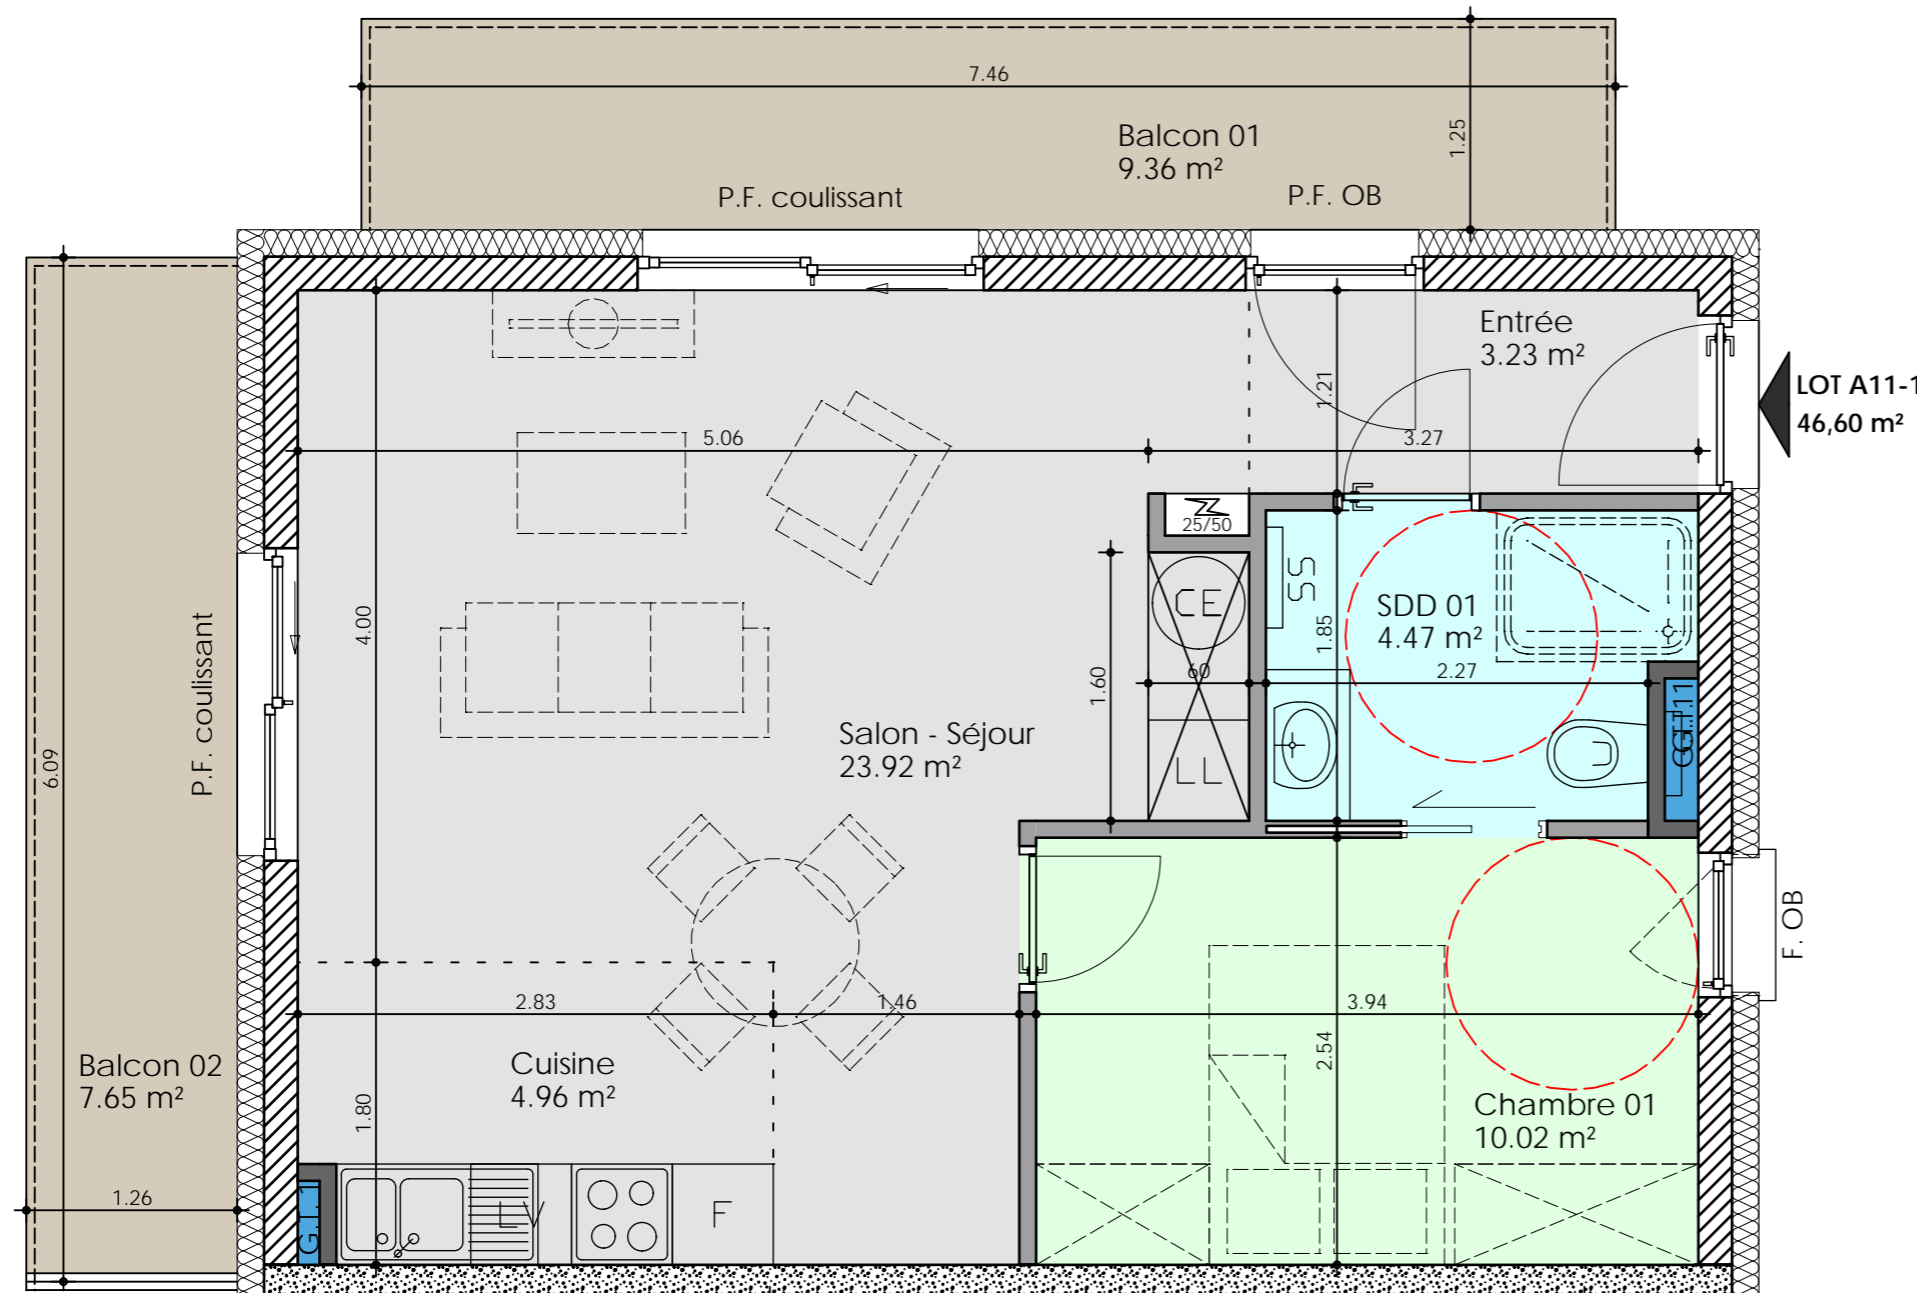 7.46
1.25
Balcon 01
9.36 m²
P.F. coulissant
P.F. OB
Entrée
3.23 m²
1.21
LOT A11-1
46,60 m²
5.06
3.27
25/50
CE
SS
SDD 01
4.47 m²
4.00
1.85
1.60
60
2.27
G.T.11
P.F. coulissant
6.09
Salon - Séjour
23.92 m²
LL
F. OB
2.83
1.46
3.94
2.54
Balcon 02
7.65 m²
Cuisine
4.96 m²
1.80
Chambre 01
10.02 m²
1.26
LV
F